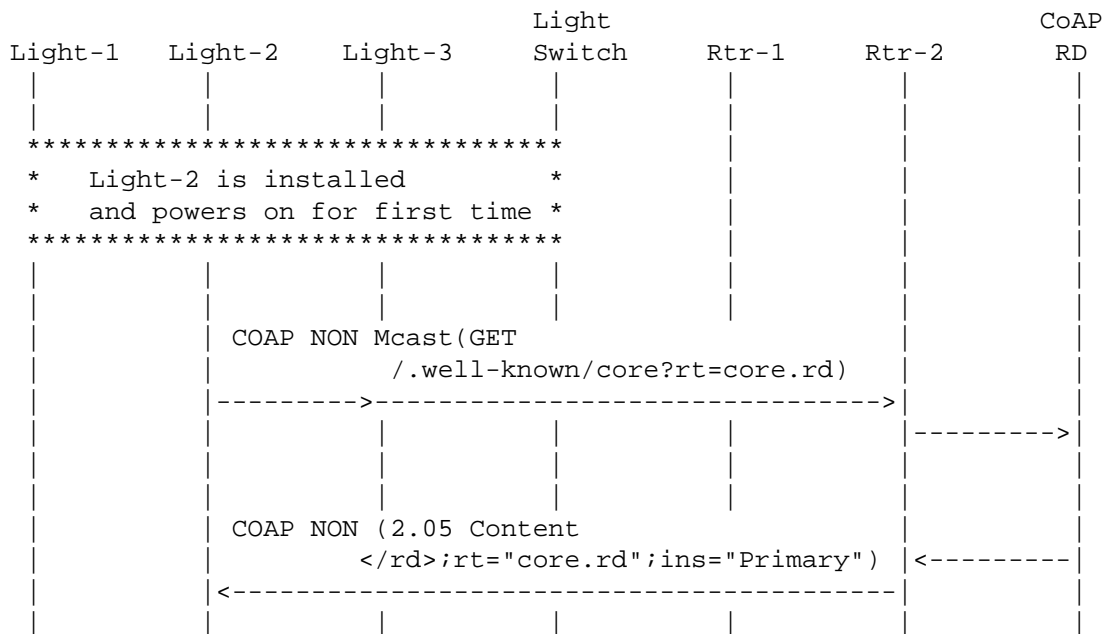 Light CoAP
Light-1 Light-2 Light-3 Switch Rtr-1 Rtr-2 RD
***********************************
* Light-2 is installed *
* and powers on for first time *
***********************************
COAP NON Mcast(GET
/.well-known/core?rt=core.rd)
COAP NON (2.05 Content
</rd>;rt="core.rd";ins="Primary")